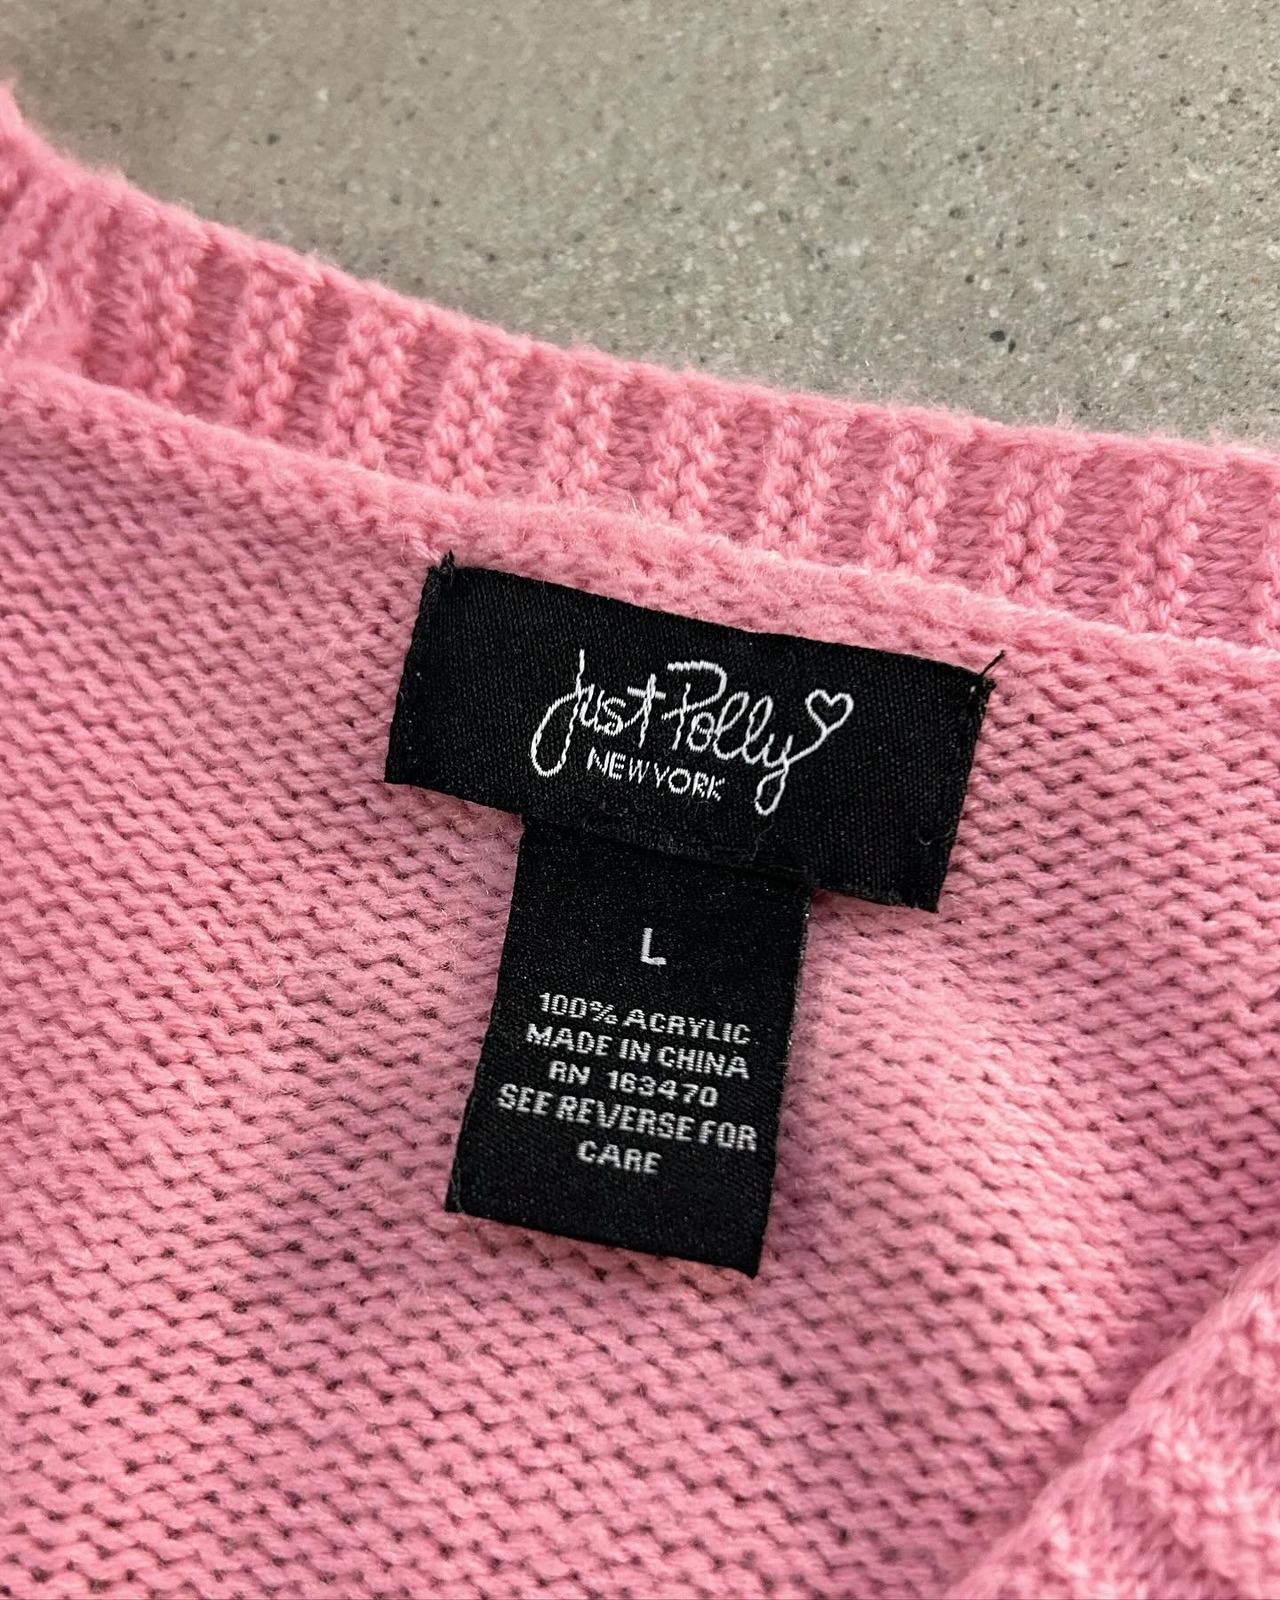 Just Polly
NEW YORK
L
100% ACRYLIC
MADE IN CHINA
RN 163470
SEE REVERSE FOR
CARE